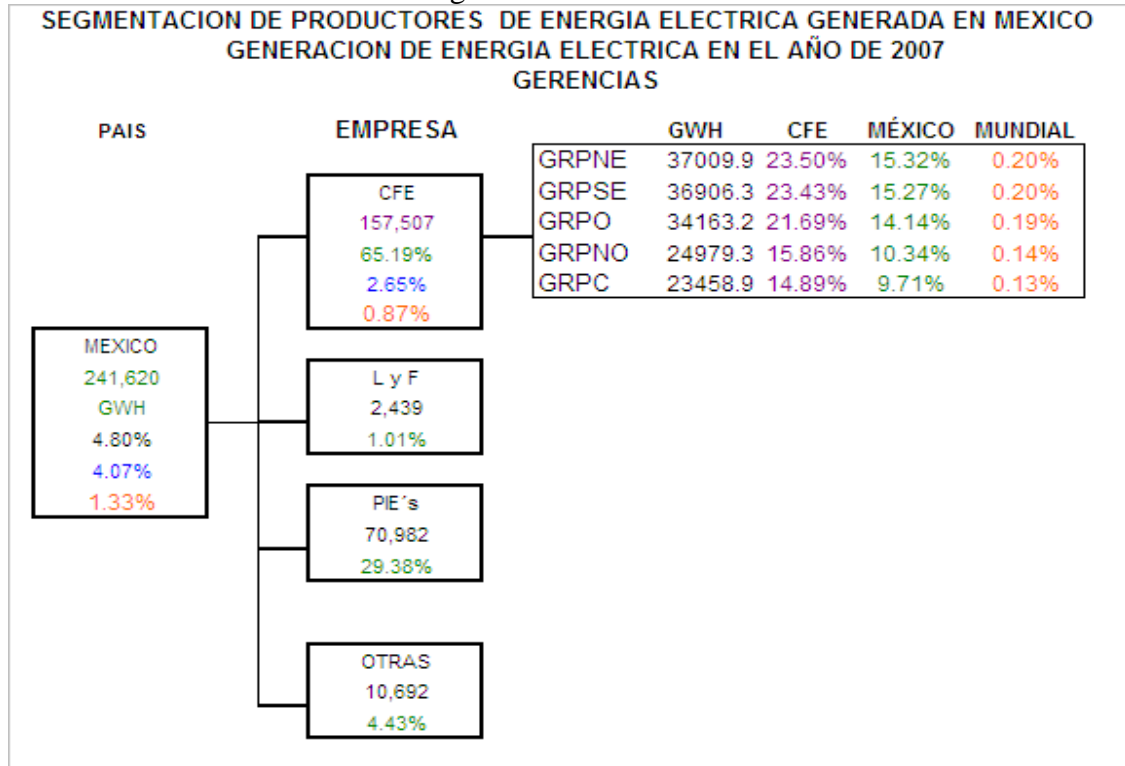 SEGMENTACION DE PRODUCTORES DE ENERGIA ELECTRICA GENERADA EN MEXICO
GENERACION DE ENERGIA ELECTRICA EN EL AÑO DE 2007
GERENCIAS
PAIS EMPRESA GWH CFE MÉXICO MUNDIAL
GRPNE 37009.9 23.50% 15.32% 0.20%
GRPSE 36906.3 23.43% 15.27% 0.20%
GRPO 34163.2 21.69% 14.14% 0.19%
GRPNO 24979.3 15.86% 10.34% 0.14%
GRPC 23458.9 14.89% 9.71% 0.13%
CFE
157,507
65.19%
2.65%
0.87%
MEXICO
241,620
GWH
4.80%
4.07%
1.33%
L y F
2,439
1.01%
PIE´s
70,982
29.38%
OTRAS
10,692
4.43%